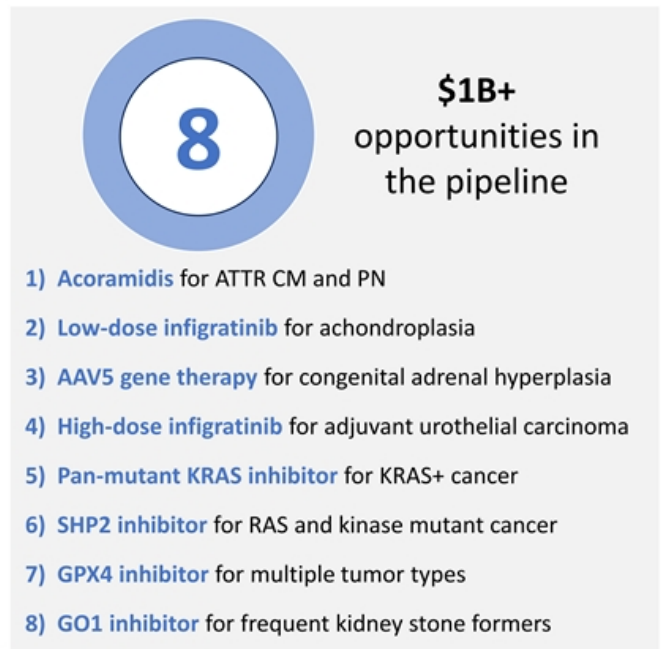 8
$1B+
opportunities in
the pipeline
1) Acoramidis for ATTR CM and PN
2) Low-dose infigratinib for achondroplasia
3) AAV5 gene therapy for congenital adrenal hyperplasia
4) High-dose infigratinib for adjuvant urothelial carcinoma
5) Pan-mutant KRAS inhibitor for KRAS+ cancer
6) SHP2 inhibitor for RAS and kinase mutant cancer
7) GPX4 inhibitor for multiple tumor types
8) GO1 inhibitor for frequent kidney stone formers